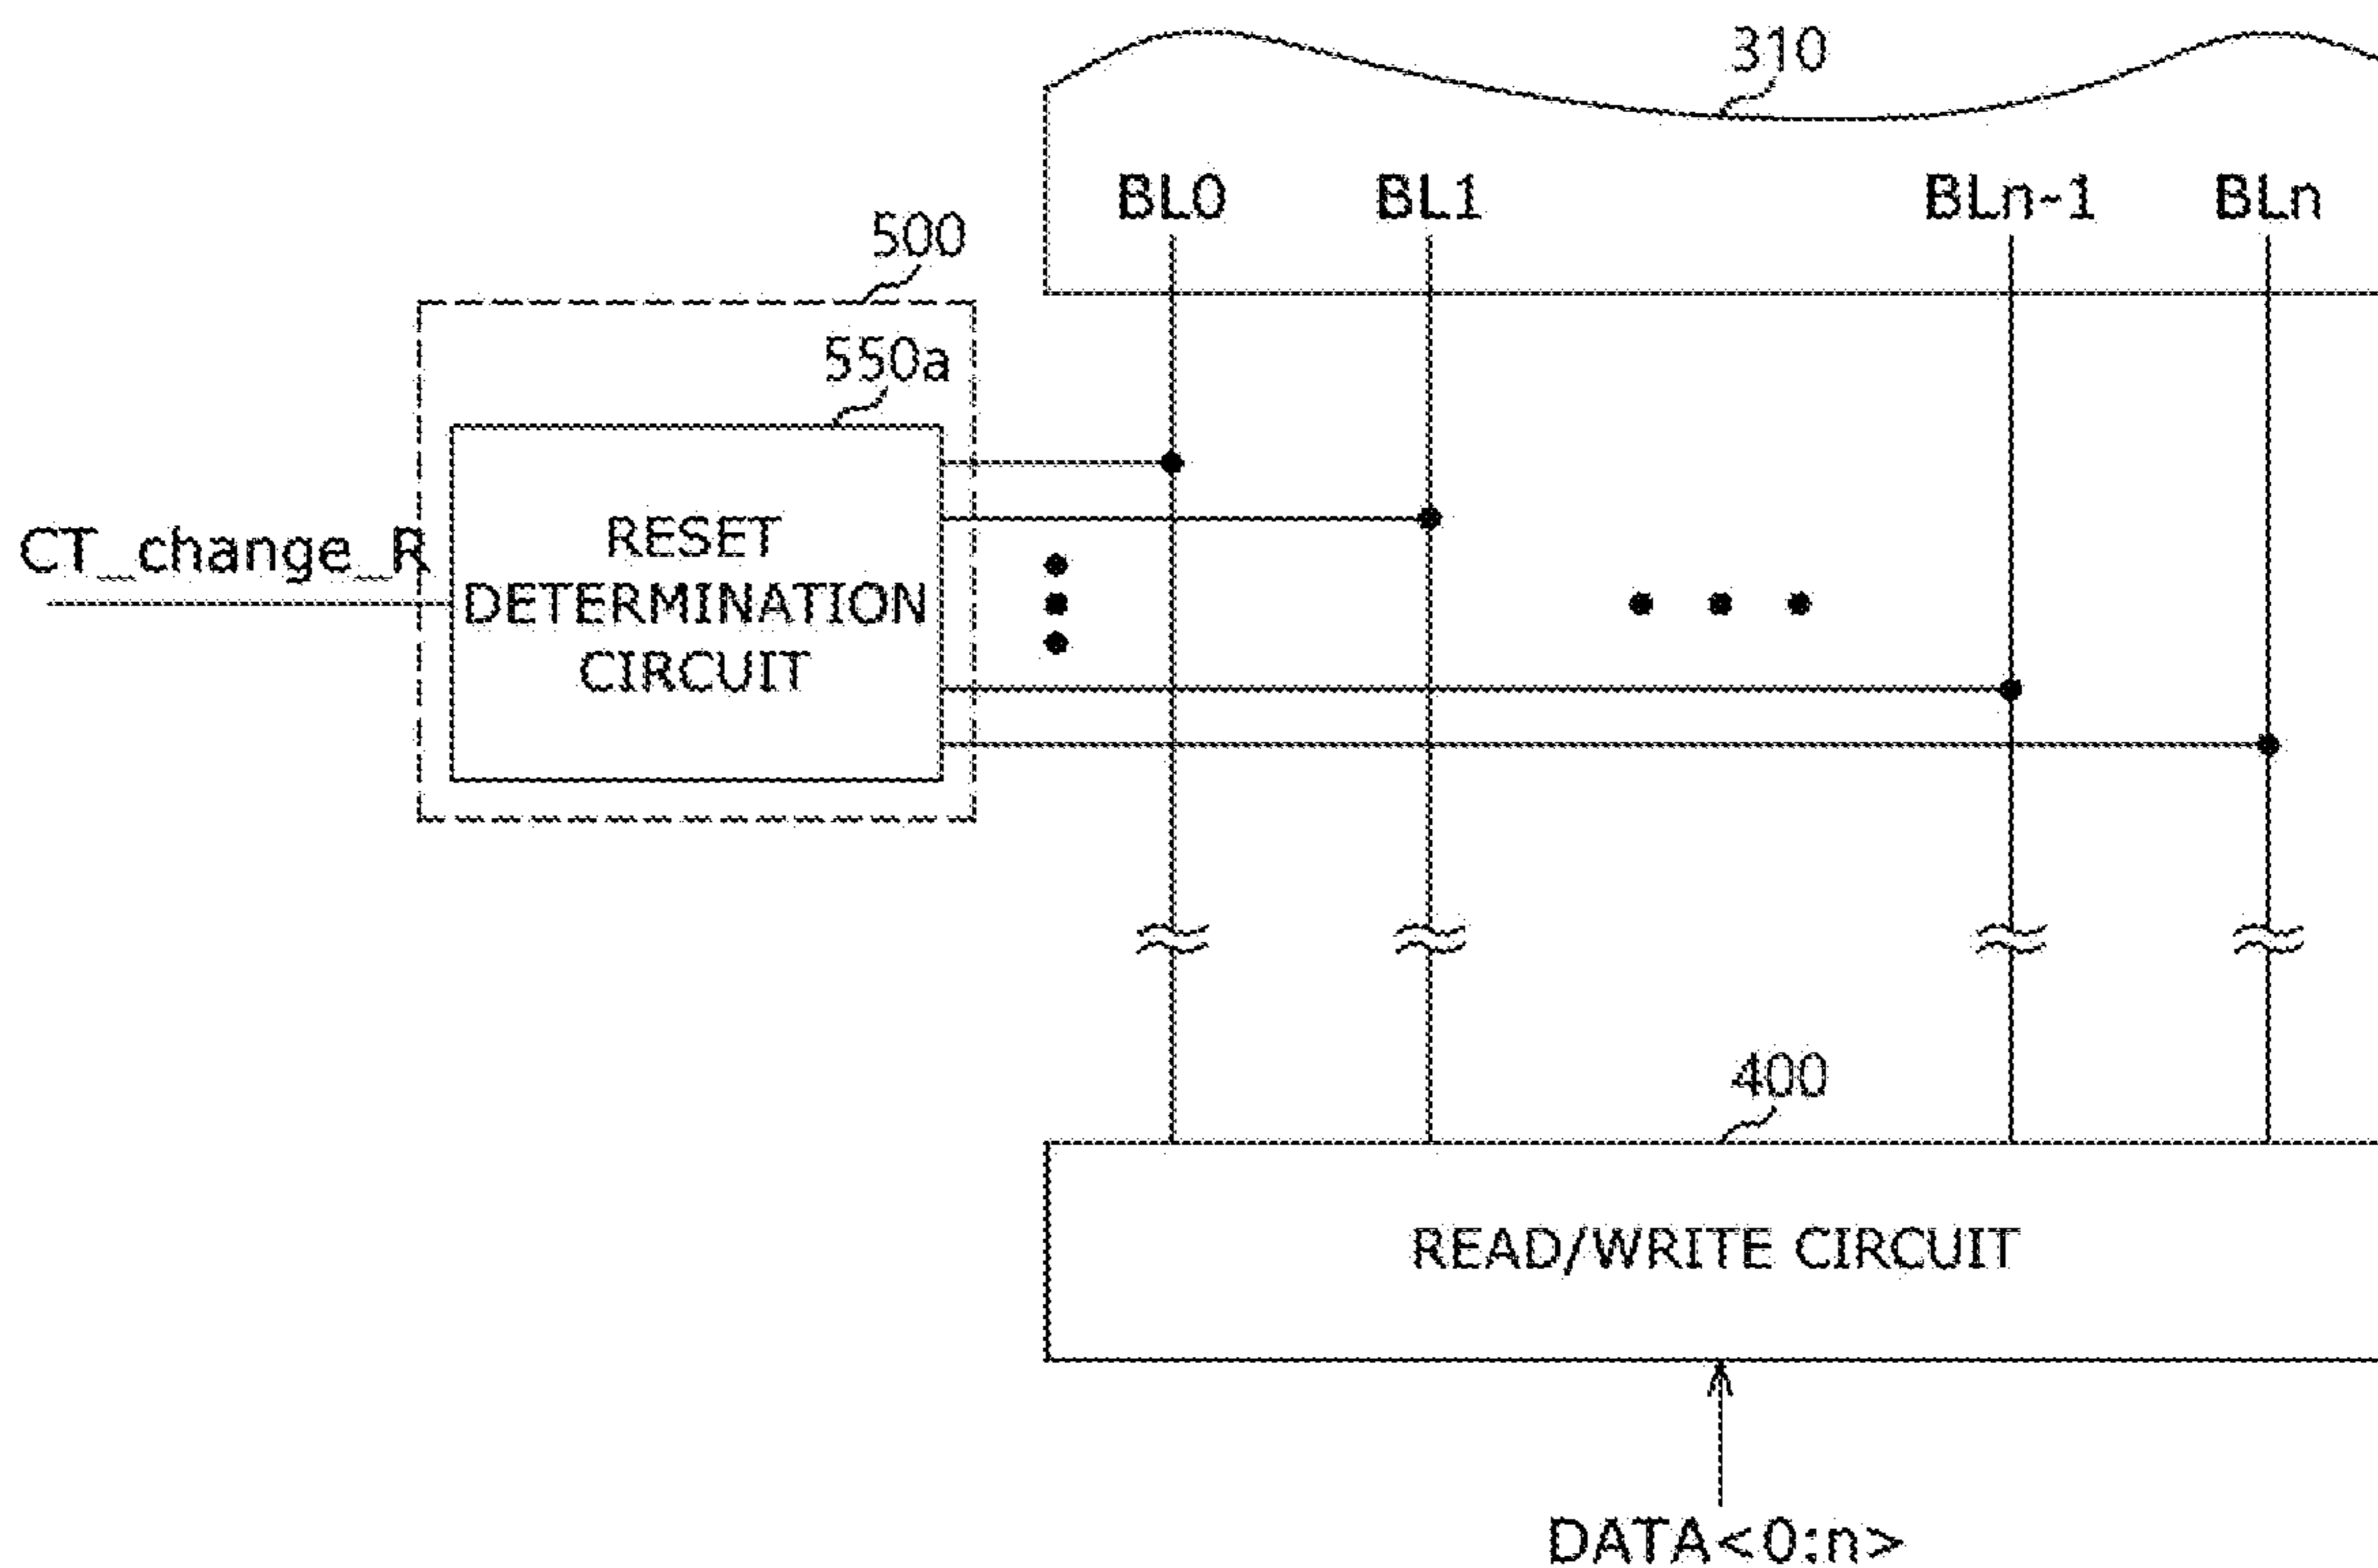 310
BL0 BL1 BLn-1 BLn
500
550a
CT_change_R
RESET
DETERMINATION
CIRCUIT
400
READ/WRITE CIRCUIT
DATA<0:n>